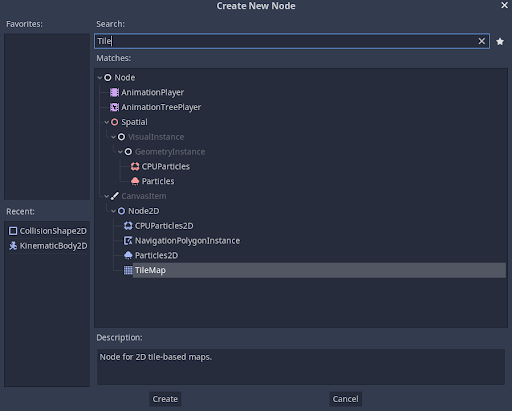 Create New Node
Favorites:
Search:
Tile
Matches:
Node
AnimationPlayer
AnimationTreePlayer
Spatial
VisualInstance
GeometryInstance
CPUParticles
Particles
CanvasItem
Node2D
CPUParticles2D
NavigationPolygonInstance
Particles2D
TileMap
Recent:
CollisionShape2D
KinematicBody2D
Description:
Node for 2D tile-based maps.
Create
Cancel